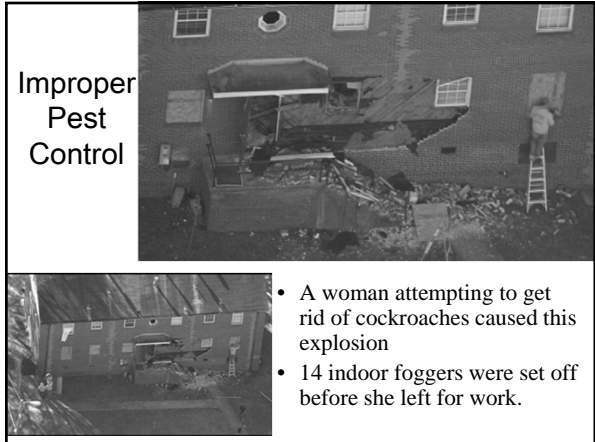 Improper
Pest
Control
• A woman attempting to get
rid of cockroaches caused this
explosion
• 14 indoor foggers were set off
before she left for work.